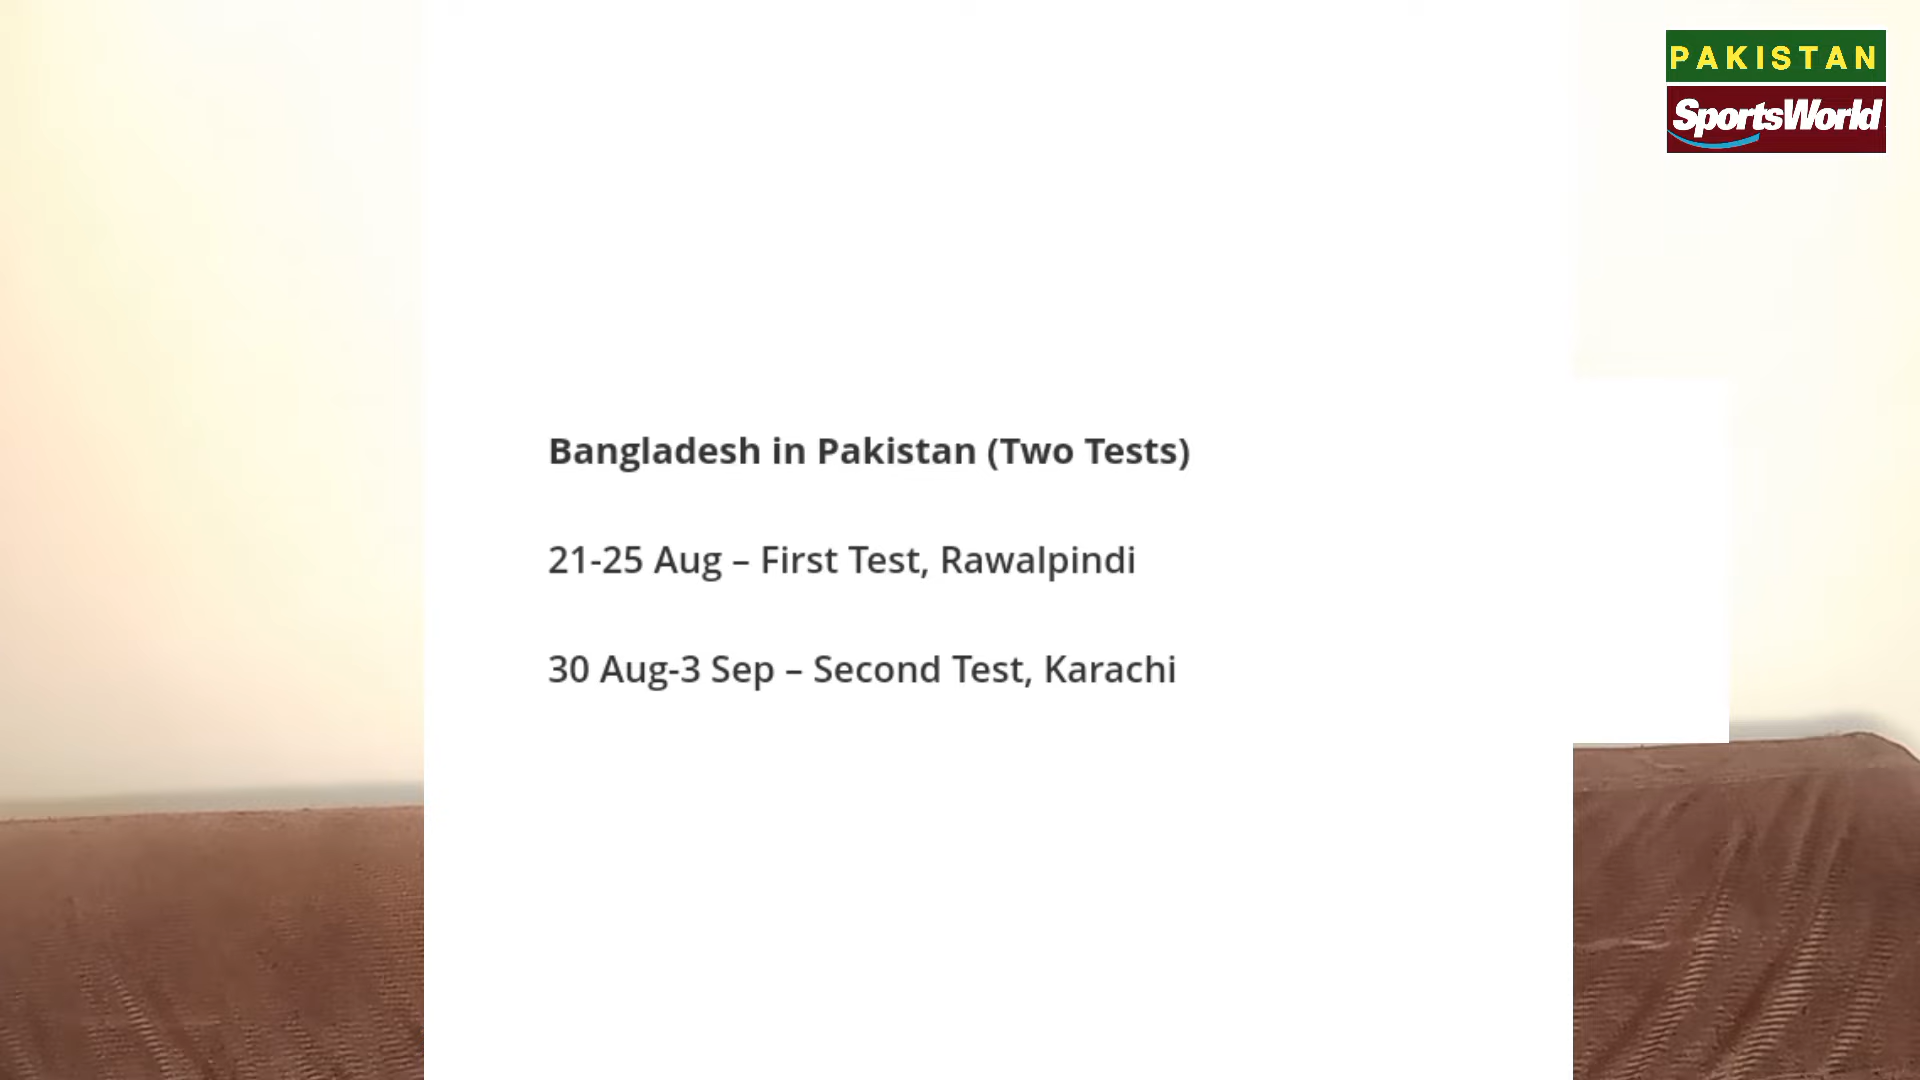 PAKISTAN
SportsWorld
Bangladesh in Pakistan (Two Tests)
21-25 Aug – First Test, Rawalpindi
30 Aug-3 Sep – Second Test, Karachi